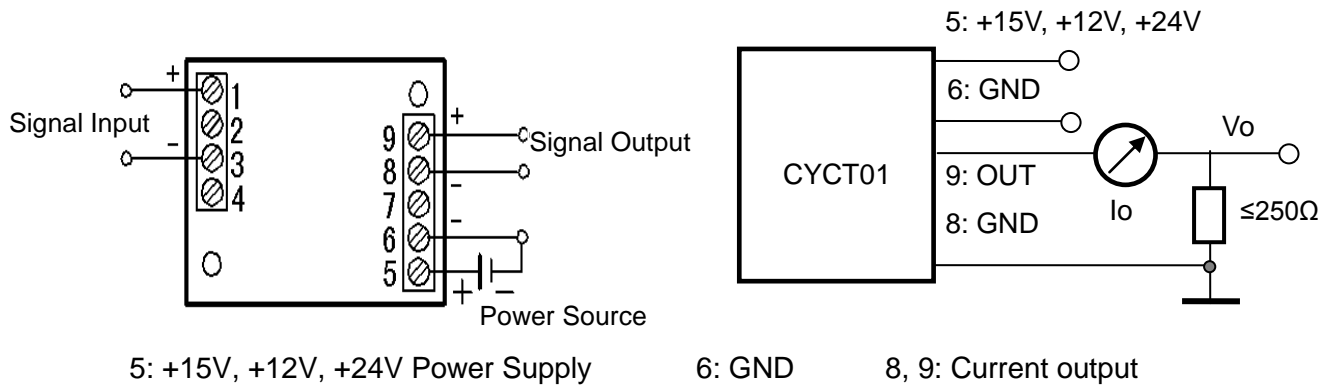 5: +15V, +12V, +24V
+
1
6: GND
Signal Input
2
9
+
Signal Output
Vo
-
3
8
CYCT01
9: OUT
4
7
-
Io
≤250Ω
-
8: GND
6
5
+
-
Power Source
5: +15V, +12V, +24V Power Supply 6: GND 8, 9: Current output